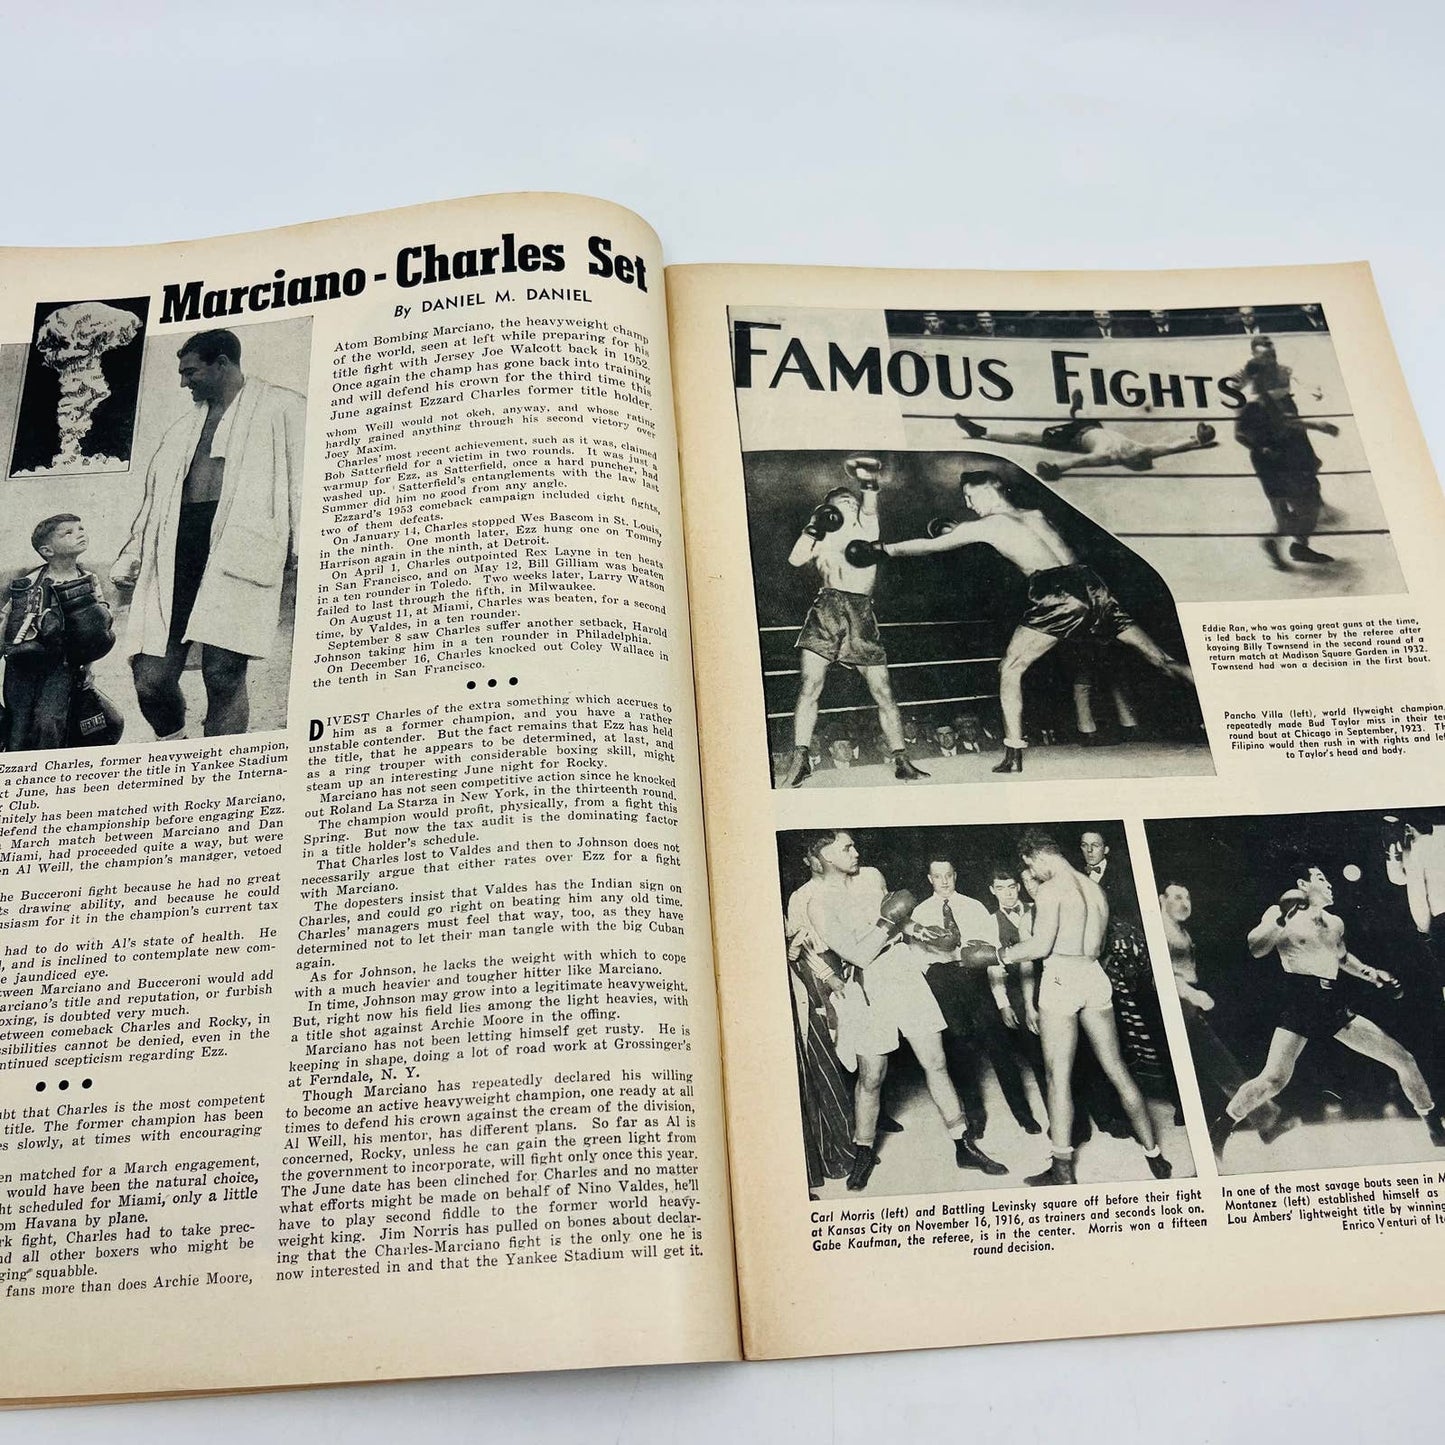 Marciano - Charles Set
By DANIEL M. DANIEL
Atom Bombing Marciano, the heavyweight champ
of the world, seen at left while preparing for his
title fight with Jersey Joe Walcott back in 1952.
Once again the champ has gone back into training
and will defend his crown for the third time this
June against Ezzard Charles former title holder.
Ezzard Charles, former heavyweight champion,
a chance to recover the title in Yankee Stadium
June, has been determined by the Interna-
Club.
has been matched with Rocky Marciano,
defend the championship before engaging Ezz.
March match between Marciano and Dan
Miami, had proceeded quite a way, but were
Al Weill, the champion's manager, vetoed
the Bucceroni fight because he had no great
drawing ability, and because he could
for it in the champion's current tax
had to do with Al's state of health. He
and is inclined to contemplate new com-
jaundiced eye.
between Marciano and Bucceroni would add
Marciano's title and reputation, or furbish
boxing, is doubted very much.
between comeback Charles and Rocky, in
possibilities cannot be denied, even in the
continued scepticism regarding Ezz.
● ● ●
that Charles is the most competent
title. The former champion has been
slowly, at times with encouraging
matched for a March engagement,
would have been the natural choice,
scheduled for Miami, only a little
from Havana by plane.
fight, Charles had to take prec-
all other boxers who might be
squabble.
fans more than does Archie Moore,
whom Weill would not okeh, anyway, and whose rating
hardly gained anything through his second victory over
Joey Maxim.
Charles' most recent achievement, such as it was, claimed
Bob Satterfield for a victim in two rounds. It was just a
warmup for Ezz, as Satterfield, once a hard puncher, had
washed up. Satterfield's entanglements with the law last
Summer did him no good from any angle.
Ezzard's 1953 comeback campaign included eight fights,
two of them defeats.
On January 14, Charles stopped Wes Bascom in St. Louis,
in the ninth. One month later, Ezz hung one on Tommy
Harrison again in the ninth, at Detroit.
On April 1, Charles outpointed Rex Layne in ten heats
in San Francisco, and on May 12, Bill Gilliam was beaten
in a ten rounder in Toledo. Two weeks later, Larry Watson
failed to last through the fifth, in Milwaukee.
On August 11, at Miami, Charles was beaten, for a second
time, by Valdes, in a ten rounder.
September 8 saw Charles suffer another setback, Harold
Johnson taking him in a ten rounder in Philadelphia.
On December 16, Charles knocked out Coley Wallace in
the tenth in San Francisco.
● ● ●
DIVEST Charles of the extra something which accrues to
him as a former champion, and you have a rather
unstable contender. But the fact remains that Ezz has held
the title, that he appears to be determined, at last, and
as a ring trouper with considerable boxing skill, might
steam up an interesting June night for Rocky.
Marciano has not seen competitive action since he knocked
out Roland La Starza in New York, in the thirteenth round.
The champion would profit, physically, from a fight this
Spring. But now the tax audit is the dominating factor
in a title holder's schedule.
That Charles lost to Valdes and then to Johnson does not
necessarily argue that either rates over Ezz for a fight
with Marciano.
The dopesters insist that Valdes has the Indian sign on
Charles, and could go right on beating him any old time.
Charles' managers must feel that way, too, as they have
determined not to let their man tangle with the big Cuban
again.
As for Johnson, he lacks the weight with which to cope
with a much heavier and tougher hitter like Marciano.
In time, Johnson may grow into a legitimate heavyweight.
But, right now his field lies among the light heavies, with
a title shot against Archie Moore in the offing.
Marciano has not been letting himself get rusty. He is
keeping in shape, doing a lot of road work at Grossinger's
at Ferndale, N. Y.
Though Marciano has repeatedly declared his willing
to become an active heavyweight champion, one ready at all
times to defend his crown against the cream of the division,
Al Weill, his mentor, has different plans. So far as Al is
concerned, Rocky, unless he can gain the green light from
the government to incorporate, will fight only once this year.
The June date has been clinched for Charles and no matter
what efforts might be made on behalf of Nino Valdes, he'll
have to play second fiddle to the former world heavy-
weight king. Jim Norris has pulled on bones about declar-
ing that the Charles-Marciano fight is the only one he is
now interested in and that the Yankee Stadium will get it.
FAMOUS FIGHTS
Eddie Ran, who was going great guns at the time,
is led back to his corner by the referee after
kayoing Billy Townsend in the second round of a
return match at Madison Square Garden in 1932.
Townsend had won a decision in the first bout.
Pancho Villa (left), world flyweight champion,
repeatedly made Bud Taylor miss in their ten
round bout at Chicago in September, 1923. The
Filipino would then rush in with rights and left
to Taylor's head and body.
Carl Morris (left) and Battling Levinsky square off before their fight
at Kansas City on November 16, 1916, as trainers and seconds look on.
Gabe Kaufman, the referee, is in the center. Morris won a fifteen
round decision.
In one of the most savage bouts seen in M
Montanez (left) established himself as
Lou Ambers' lightweight title by winning
Enrico Venturi of It